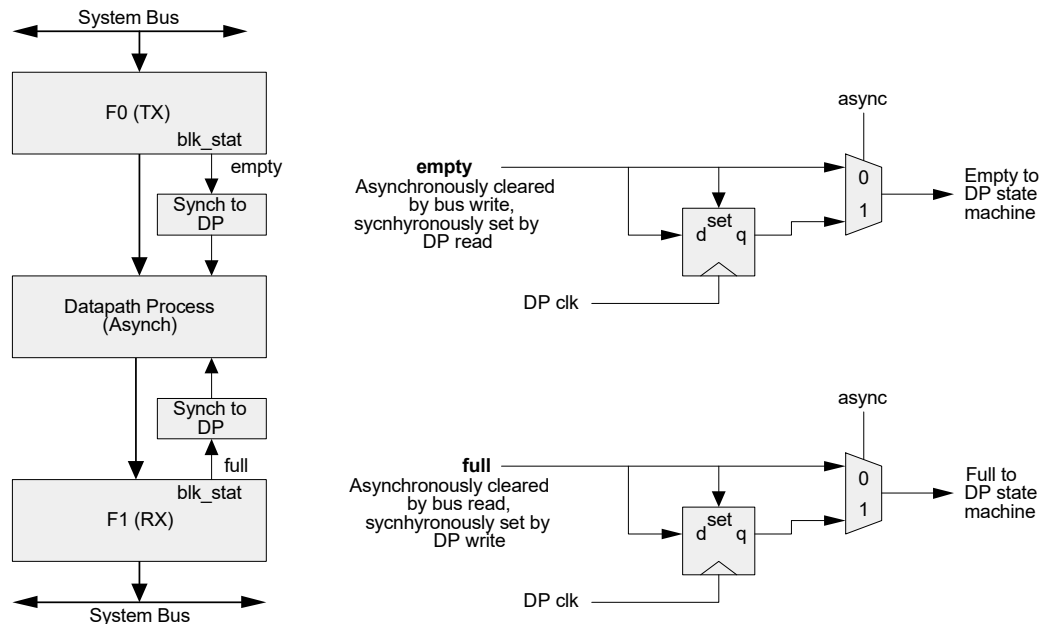 System Bus
F0 (TX)
blk_stat
empty
Synch to
DP
Datapath Process
(Asynch)
Synch to
DP
full
blk_stat
F1 (RX)
System Bus
async
empty
Asynchronously cleared
by bus write,
sycnhyronously set by
DP read
set
d q
0
1
Empty to
DP state
machine
DP clk
async
full
Asynchronously cleared
by bus read,
sycnhyronously set by
DP write
set
d q
0
1
Full to
DP state
machine
DP clk